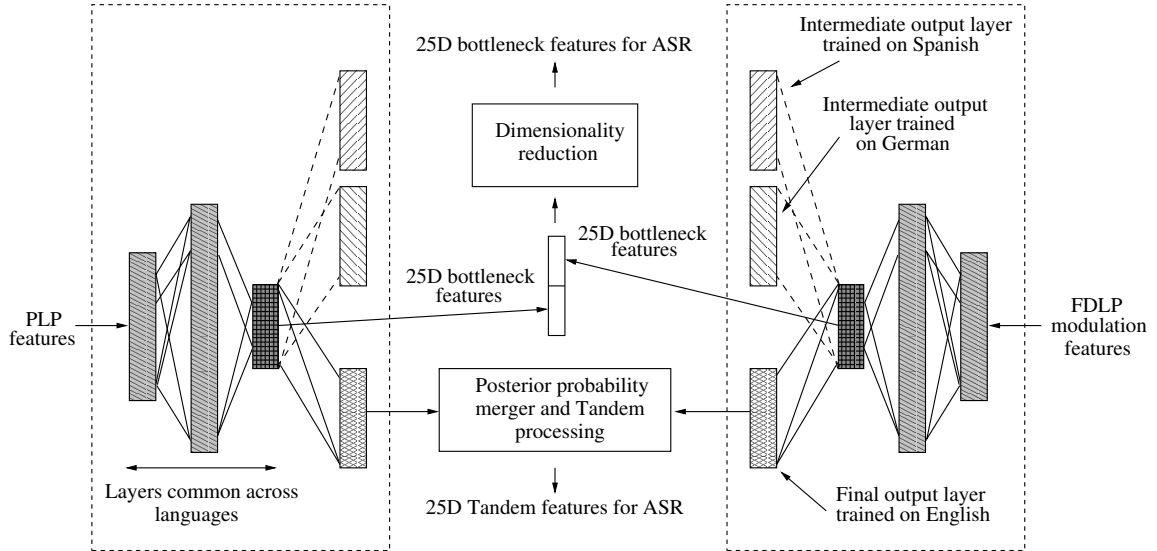 25D bottleneck features for ASR
Dimensionality
reduction
Intermediate output layer
trained on Spanish
Intermediate output
layer trained
on German
25D bottleneck
features
25D bottleneck
features
PLP
features
FDLP
modulation
features
Posterior probability
merger and Tandem
processing
Layers common across
languages
25D Tandem features for ASR
Final output layer
trained on English